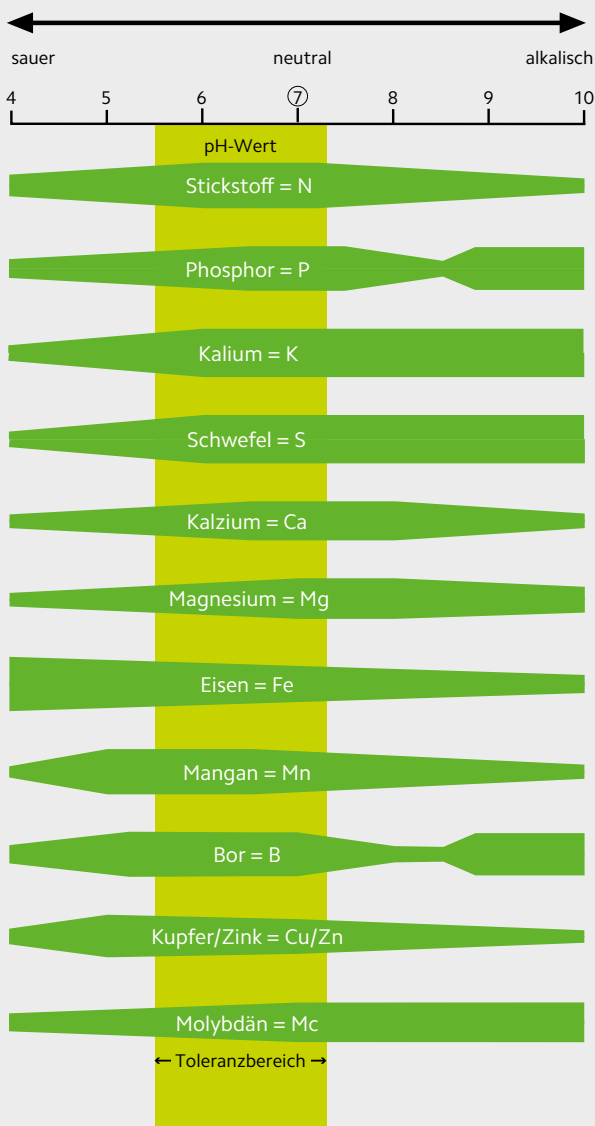 sauer neutral alkalisch
4 5 6 7 8 9 10
pH-Wert
Stickstoff = N
Phosphor = P
Kalium = K
Schwefel = S
Kalzium = Ca
Magnesium = Mg
Eisen = Fe
Mangan = Mn
Bor = B
Kupfer/Zink = Cu/Zn
Molybdän = Mc
← Toleranzbereich →